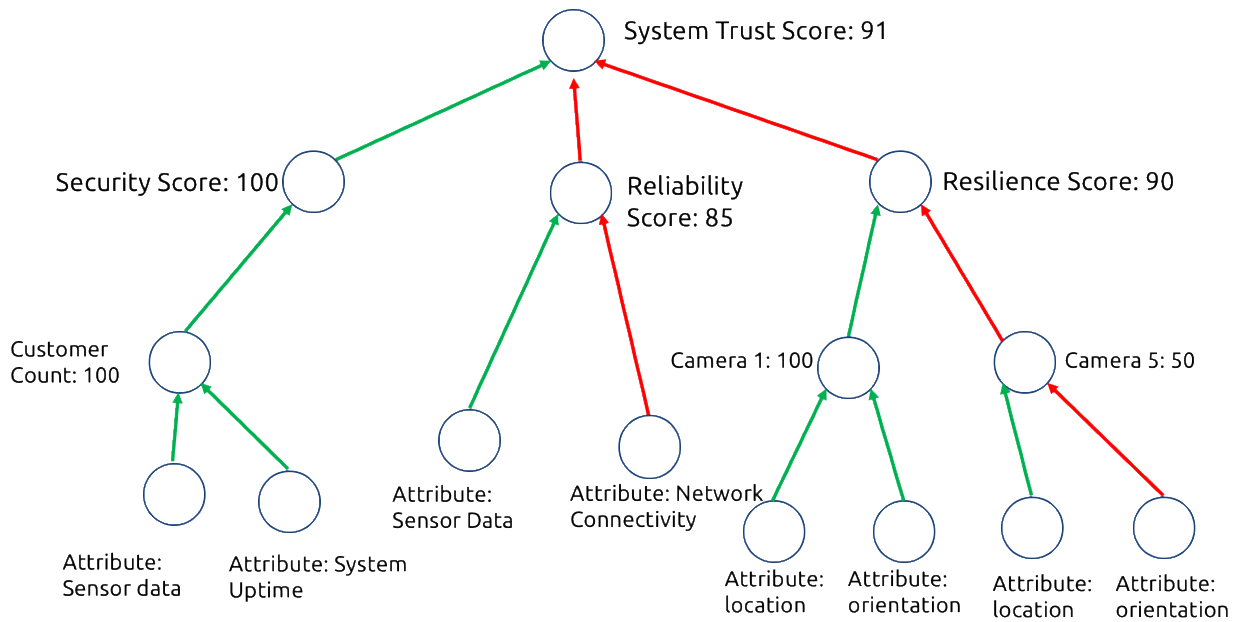 System Trust Score: 91
Security Score: 100
Reliability
Score: 85
Resilience Score: 90
Customer
Count: 100
Camera 1: 100
Camera 5: 50
Attribute:
Sensor data
Attribute: System
Uptime
Attribute:
Sensor Data
Attribute: Network
Connectivity
Attribute:
location
Attribute:
orientation
Attribute:
location
Attribute:
orientation